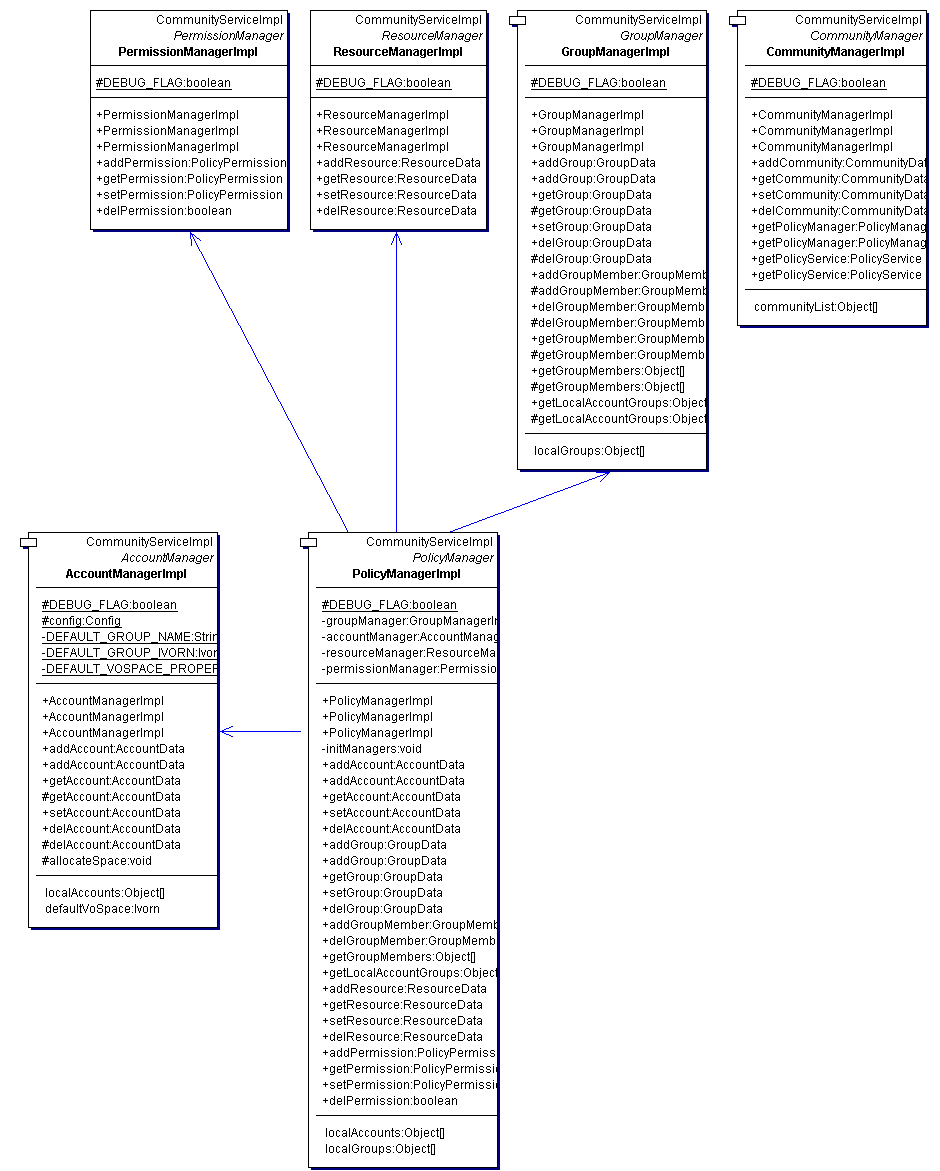 CommunityServiceImpl
PermissionManager
PermissionManagerImpl
#DEBUG_FLAG:boolean
+PermissionManagerImpl
+PermissionManagerImpl
+PermissionManagerImpl
+addPermission:PolicyPermission
+getPermission:PolicyPermission
+setPermission:PolicyPermission
+delPermission:boolean
CommunityServiceImpl
ResourceManager
ResourceManagerImpl
#DEBUG_FLAG:boolean
+ResourceManagerImpl
+ResourceManagerImpl
+ResourceManagerImpl
+addResource:ResourceData
+getResource:ResourceData
+setResource:ResourceData
+delResource:ResourceData
CommunityServiceImpl
GroupManager
GroupManagerImpl
#DEBUG_FLAG:boolean
+GroupManagerImpl
+GroupManagerImpl
+GroupManagerImpl
+addGroup:GroupData
+addGroup:GroupData
+getGroup:GroupData
#getGroup:GroupData
+setGroup:GroupData
+delGroup:GroupData
#delGroup:GroupData
+addGroupMember:GroupMemb
#addGroupMember:GroupMemb
+delGroupMember:GroupMemb
#delGroupMember:GroupMemb
+getGroupMember:GroupMemb
#getGroupMember:GroupMemb
+getGroupMembers:Object[]
#getGroupMembers:Object[]
+getLocalAccountGroups:Object
#getLocalAccountGroups:Object
localGroups:Object[]
CommunityServiceImpl
CommunityManager
CommunityManagerImpl
#DEBUG_FLAG:boolean
+CommunityManagerImpl
+CommunityManagerImpl
+CommunityManagerImpl
+addCommunity:CommunityData
+getCommunity:CommunityData
+setCommunity:CommunityData
+delCommunity:CommunityData
+getPolicyManager:PolicyManag
+getPolicyManager:PolicyManag
+getPolicyService:PolicyService
+getPolicyService:PolicyService
communityList:Object[]
CommunityServiceImpl
AccountManager
AccountManagerImpl
#DEBUG_FLAG:boolean
#config:Config
-DEFAULT_GROUP_NAME:Strin
-DEFAULT_GROUP_IVORN:Ivor
-DEFAULT_VOSPACE_PROPER
+AccountManagerImpl
+AccountManagerImpl
+AccountManagerImpl
+addAccount:AccountData
+addAccount:AccountData
+getAccount:AccountData
#getAccount:AccountData
+setAccount:AccountData
+delAccount:AccountData
#delAccount:AccountData
#allocateSpace:void
localAccounts:Object[]
defaultVoSpace:Ivorn
CommunityServiceImpl
PolicyManager
PolicyManagerImpl
#DEBUG_FLAG:boolean
-groupManager:GroupManagerIn
-accountManager:AccountManag
-resourceManager:ResourceMa
-permissionManager:Permissio
+PolicyManagerImpl
+PolicyManagerImpl
+PolicyManagerImpl
-initManagers:void
+addAccount:AccountData
+addAccount:AccountData
+getAccount:AccountData
+setAccount:AccountData
+delAccount:AccountData
+addGroup:GroupData
+addGroup:GroupData
+getGroup:GroupData
+setGroup:GroupData
+delGroup:GroupData
+addGroupMember:GroupMemb
+delGroupMember:GroupMemb
+getGroupMembers:Object[]
+getLocalAccountGroups:Object
+addResource:ResourceData
+getResource:ResourceData
+setResource:ResourceData
+delResource:ResourceData
+addPermission:PolicyPermiss
+getPermission:PolicyPermissi
+setPermission:PolicyPermissi
+delPermission:boolean
localAccounts:Object[]
localGroups:Object[]